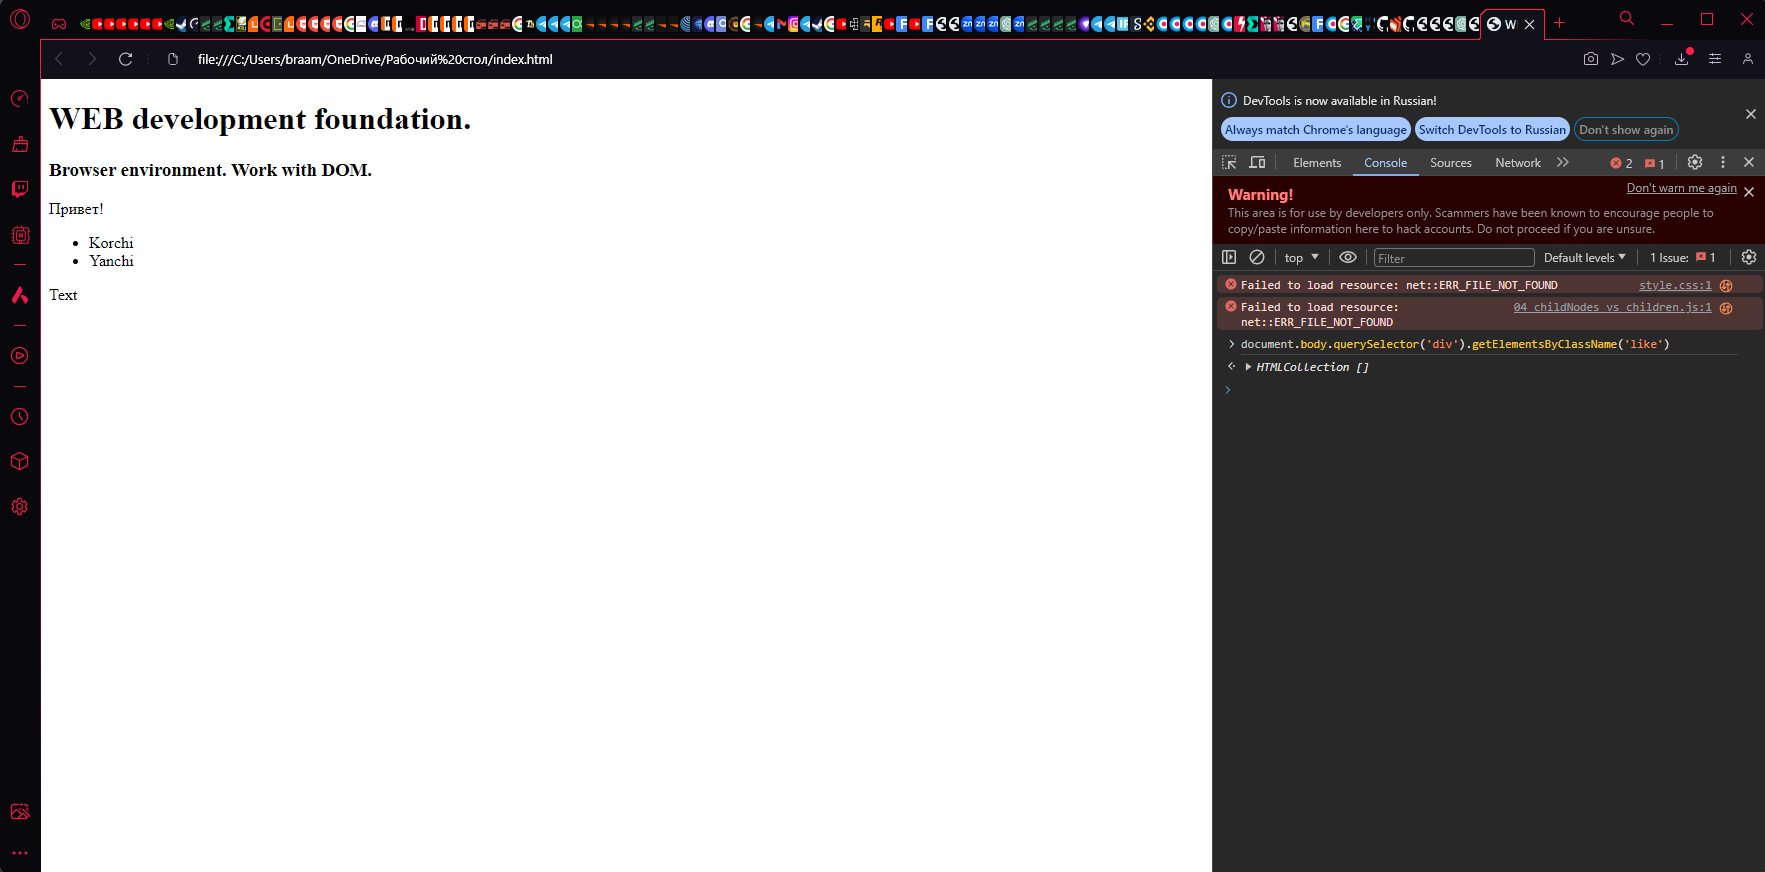 W
file:///C:/Users/braam/OneDrive/Рабочий%20стол/index.html
WEB development foundation.
Browser environment. Work with DOM.
Привет!
Korchi
Yanchi
Text
DevTools is now available in Russian!
Always match Chrome's language
Switch DevTools to Russian
Don't show again
Elements
Console
Sources
Network
2
1
Warning!
Don't warn me again
This area is for use by developers only. Scammers have been known to encourage people to
copy/paste information here to hack accounts. Do not proceed if you are unsure.
top
Filter
Default levels
1 Issue:
1
Failed to load resource: net::ERR_FILE_NOT_FOUND
style.css:1
Failed to load resource:
04 childNodes vs children.js:1
net::ERR_FILE_NOT_FOUND
document.body.querySelector('div').getElementsByClassName('like')
HTMLCollection []